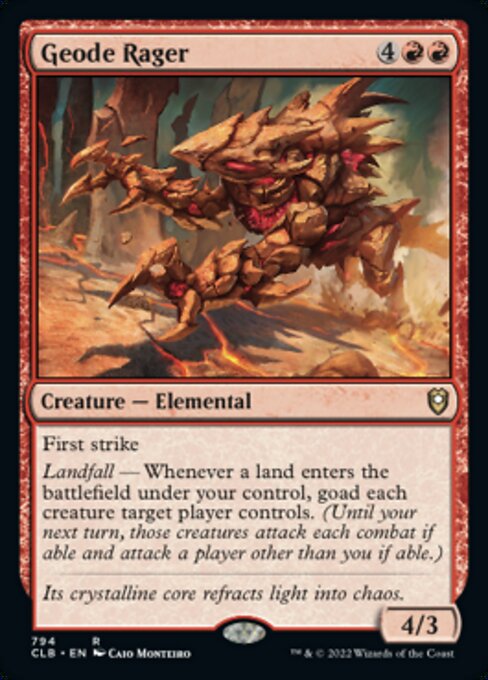 Geode Rager 4
Creature — Elemental
First strike
Landfall — Whenever a land enters the
battlefield under your control, goad each
creature target player controls. (Until your
next turn, those creatures attack each combat if
able and attack a player other than you if able.)
Its crystalline core refracts light into chaos.
4/3
794 R
CLB • EN Caio Monteiro
™ & © 2022 Wizards of the Coast